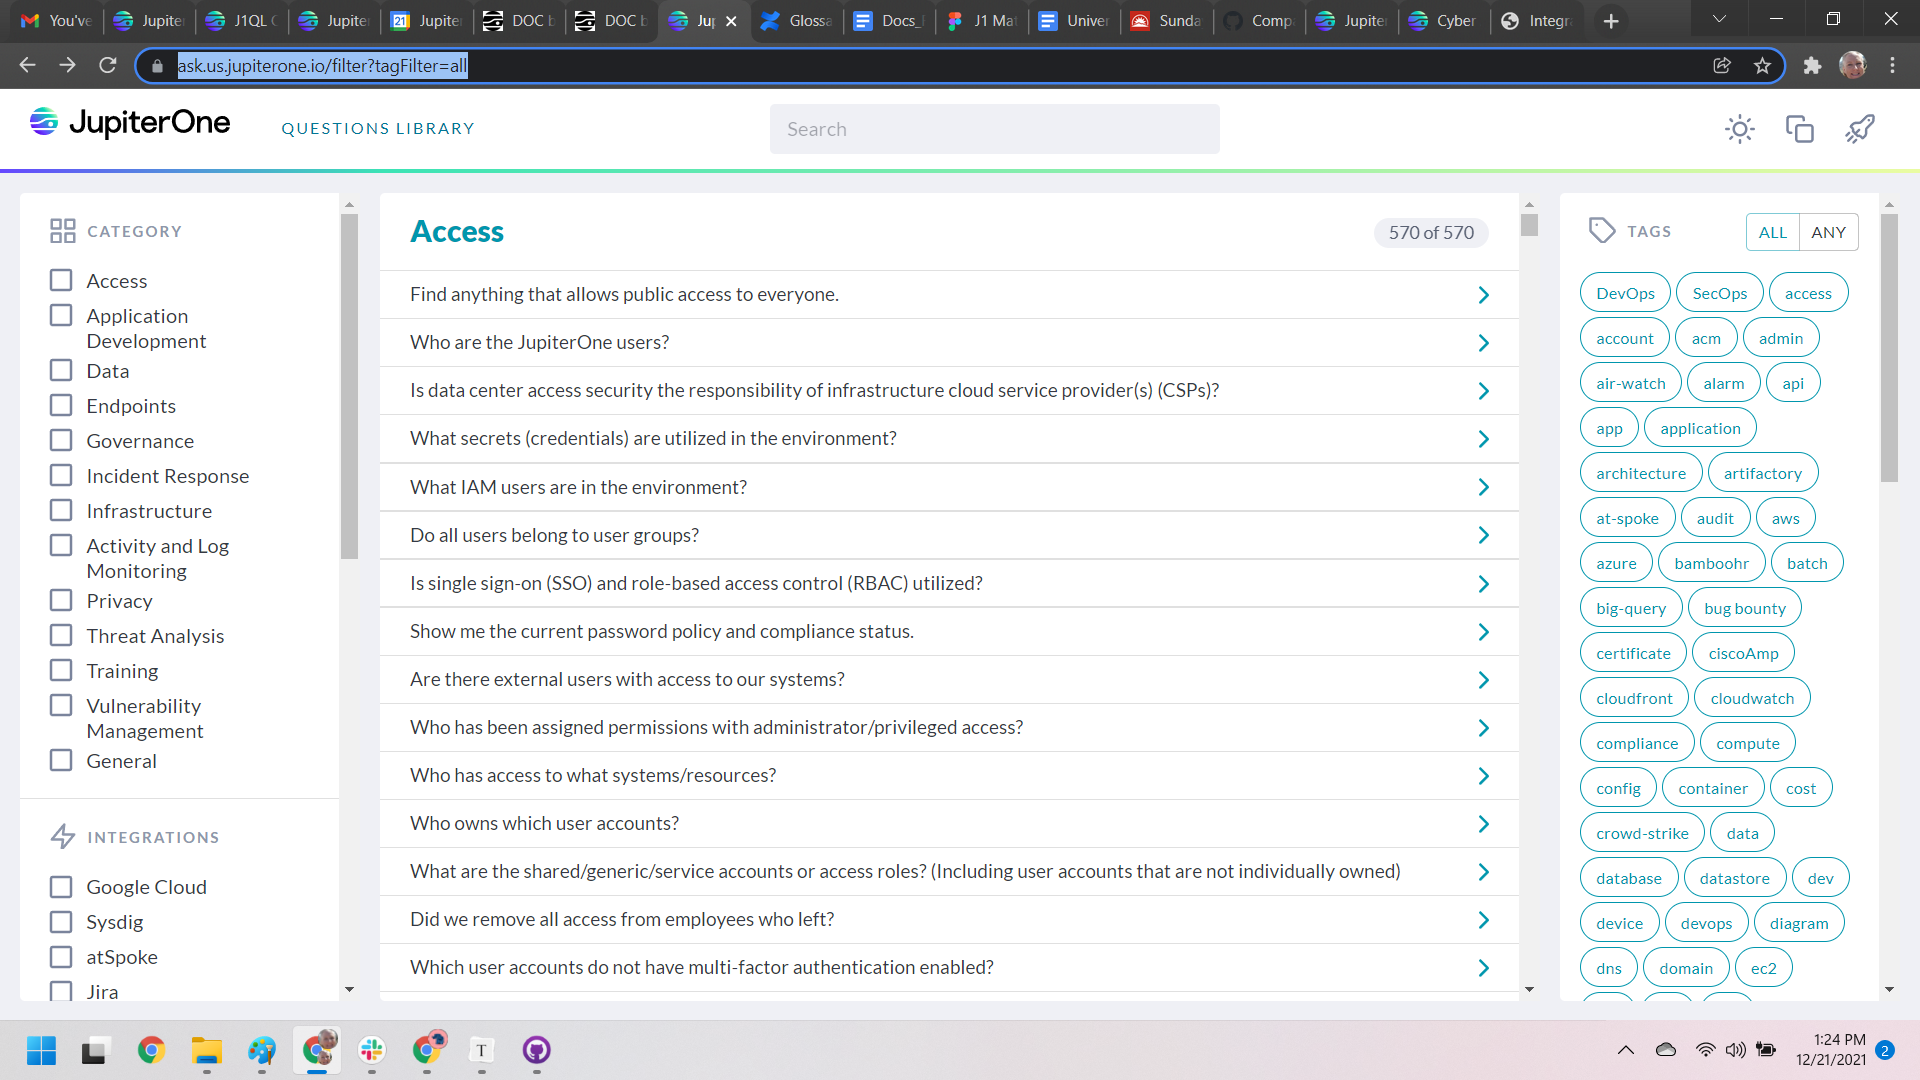 You've
Jupiter
J1QL
Jupiter
Jupiter
DOC b
DOC b
Jup
Glossa
Docs_
J1 Mat
Univer
Sunda
Comp
Jupiter
Cyber
Integra
ask.us.jupiterone.io/filter?tagFilter=all
JupiterOne
QUESTIONS LIBRARY
Search
CATEGORY
Access
Application
Development
Data
Endpoints
Governance
Incident Response
Infrastructure
Activity and Log
Monitoring
Privacy
Threat Analysis
Training
Vulnerability
Management
General
INTEGRATIONS
Google Cloud
Sysdig
atSpoke
Jira
Access
570 of 570
Find anything that allows public access to everyone.
Who are the JupiterOne users?
Is data center access security the responsibility of infrastructure cloud service provider(s) (CSPs)?
What secrets (credentials) are utilized in the environment?
What IAM users are in the environment?
Do all users belong to user groups?
Is single sign-on (SSO) and role-based access control (RBAC) utilized?
Show me the current password policy and compliance status.
Are there external users with access to our systems?
Who has been assigned permissions with administrator/privileged access?
Who has access to what systems/resources?
Who owns which user accounts?
What are the shared/generic/service accounts or access roles? (Including user accounts that are not individually owned)
Did we remove all access from employees who left?
Which user accounts do not have multi-factor authentication enabled?
TAGS
ALL ANY
DevOps SecOps access
account acm admin
air-watch alarm api
app application
architecture artifactory
at-spoke audit aws
azure bamboohr batch
big-query bug bounty
certificate ciscoAmp
cloudfront cloudwatch
compliance compute
config container cost
crowd-strike data
database datastore dev
device devops diagram
dns domain ec2
1:24 PM
12/21/2021
2